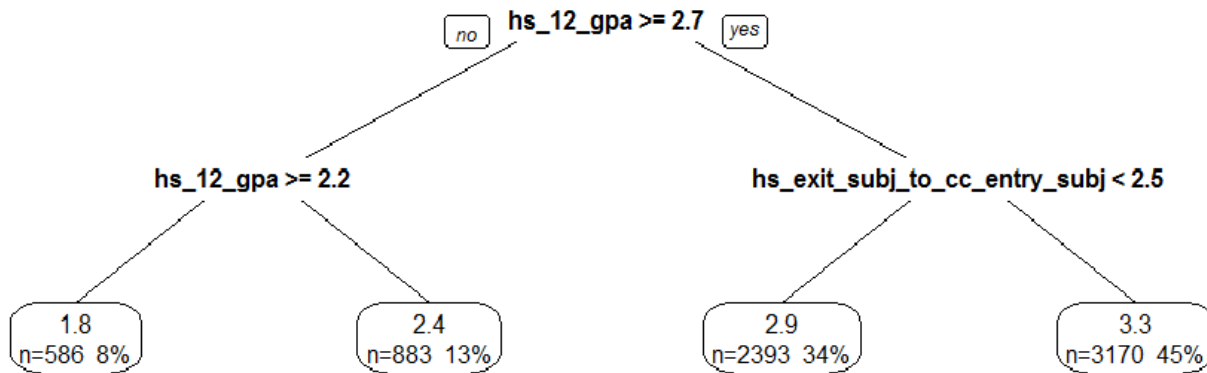 hs_12_gpa >= 2.7
no
yes
hs_12_gpa >= 2.2
hs_exit_subj_to_cc_entry_subj < 2.5
1.8
n=586 8%
2.4
n=883 13%
2.9
n=2393 34%
3.3
n=3170 45%